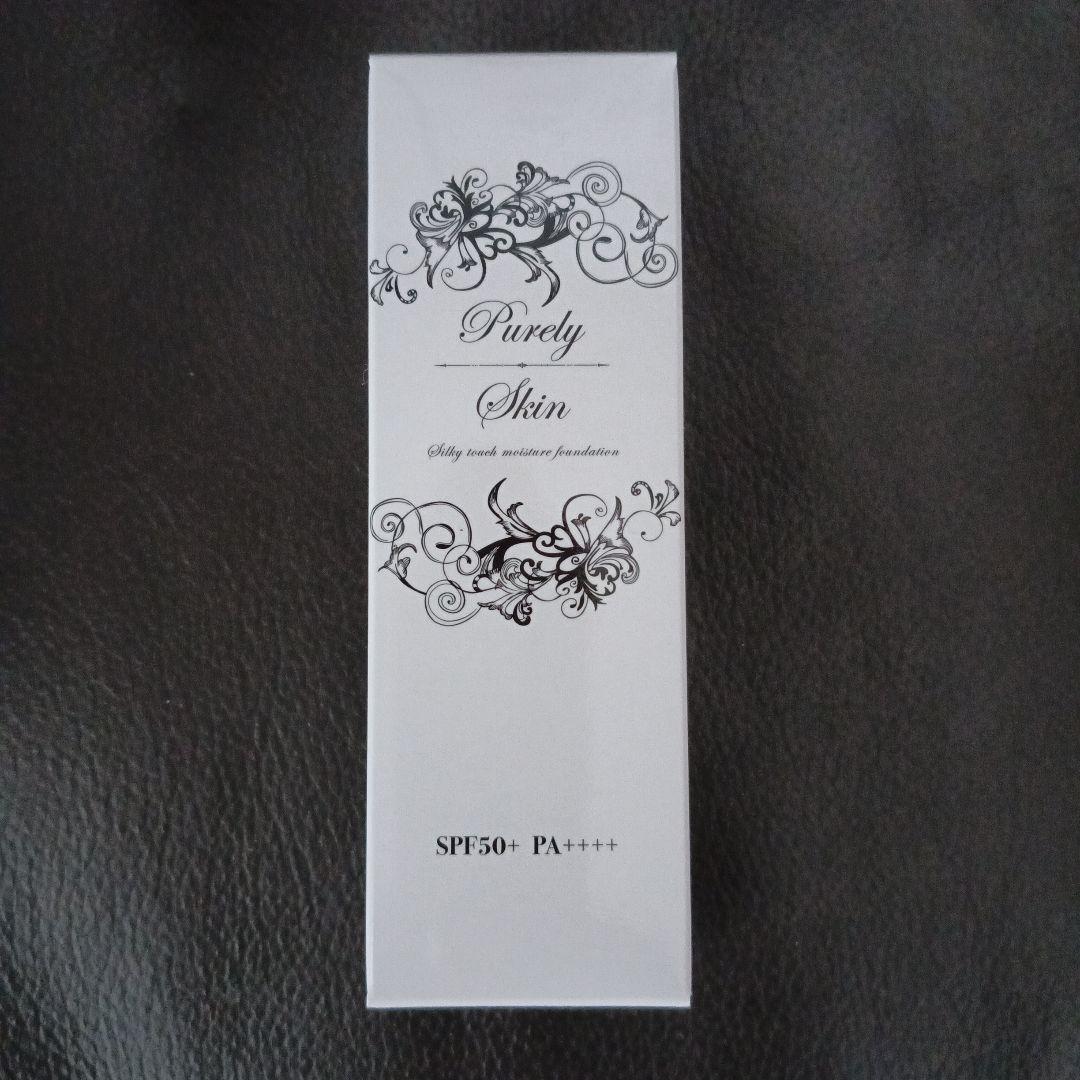 Purely
Skin
Silky touch moisture foundation
SPF50+ PA++++